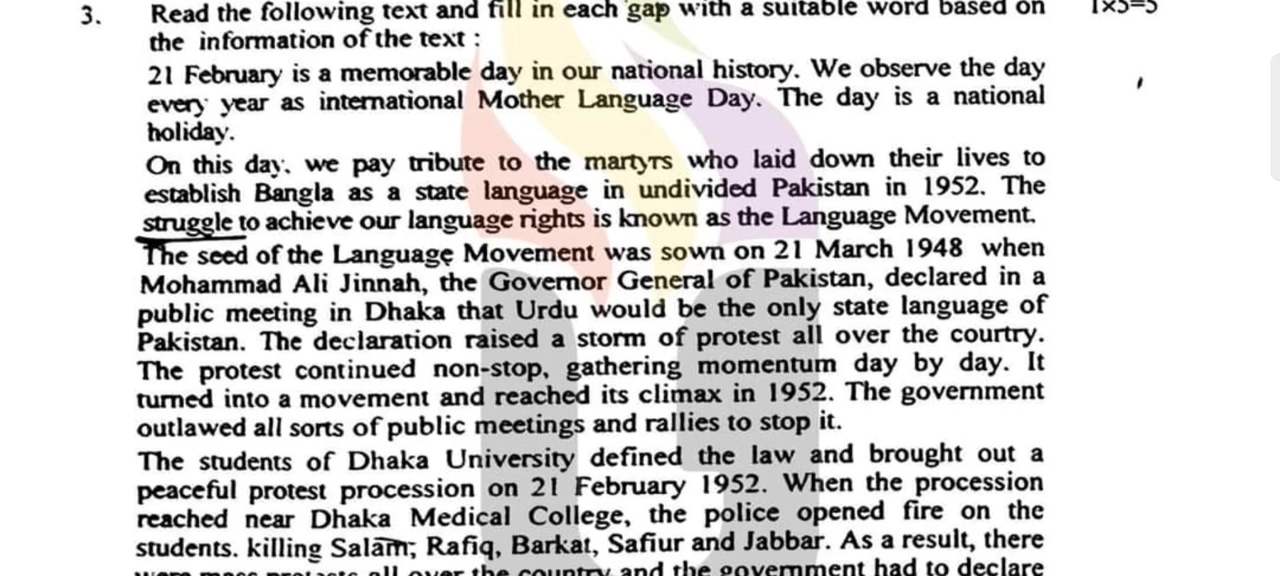 3. Read the following text and fill in each gap with a suitable word based on 1×5=5
the information of the text :
21 February is a memorable day in our national history. We observe the day
every year as international Mother Language Day. The day is a national
holiday.
On this day. we pay tribute to the martyrs who laid down their lives to
establish Bangla as a state language in undivided Pakistan in 1952. The
struggle to achieve our language rights is known as the Language Movement.
The seed of the Language Movement was sown on 21 March 1948 when
Mohammad Ali Jinnah, the Governor General of Pakistan, declared in a
public meeting in Dhaka that Urdu would be the only state language of
Pakistan. The declaration raised a storm of protest all over the courtry.
The protest continued non-stop, gathering momentum day by day. It
turned into a movement and reached its climax in 1952. The government
outlawed all sorts of public meetings and rallies to stop it.
The students of Dhaka University defined the law and brought out a
peaceful protest procession on 21 February 1952. When the procession
reached near Dhaka Medical College, the police opened fire on the
students. killing Salam; Rafiq, Barkat, Safiur and Jabbar. As a result, there
were mass protests all over the country and the government had to declare